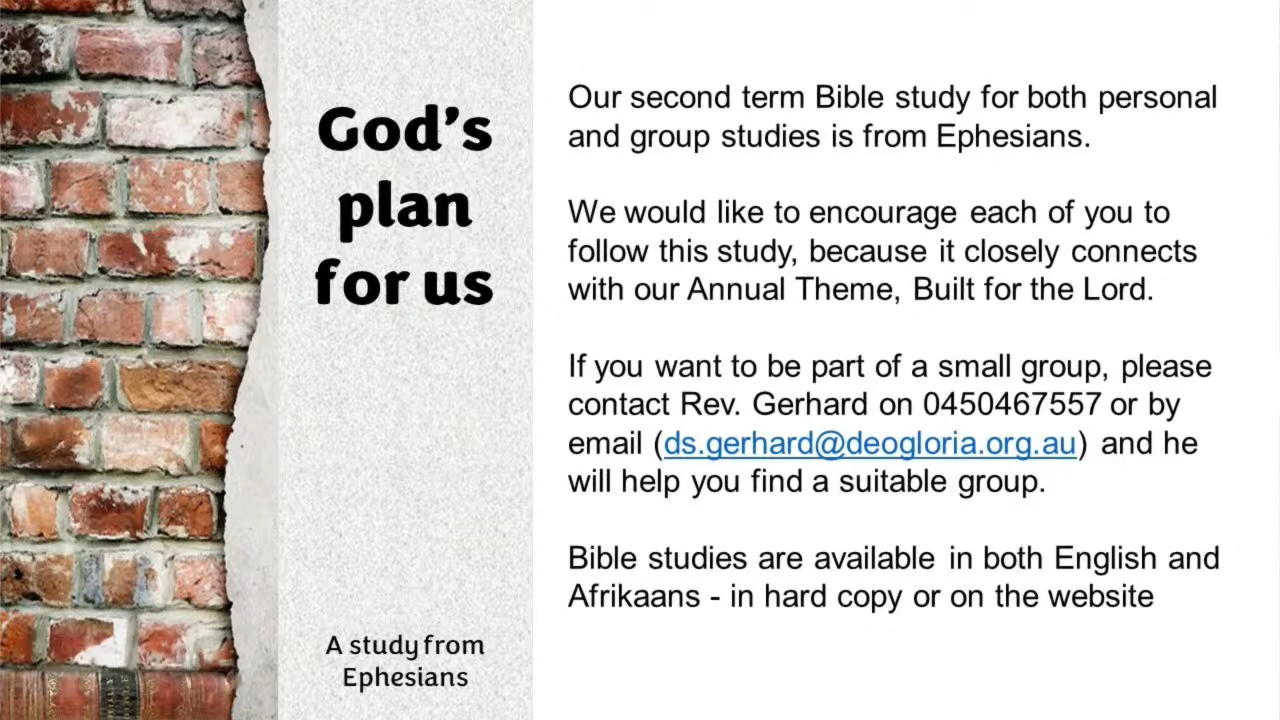 God's
plan
for us
A study from
Ephesians
Our second term Bible study for both personal
and group studies is from Ephesians.
We would like to encourage each of you to
follow this study, because it closely connects
with our Annual Theme, Built for the Lord.
If you want to be part of a small group, please
contact Rev. Gerhard on 0450467557 or by
email (ds.gerhard@deogloria.org.au) and he
will help you find a suitable group.
Bible studies are available in both English and
Afrikaans - in hard copy or on the website